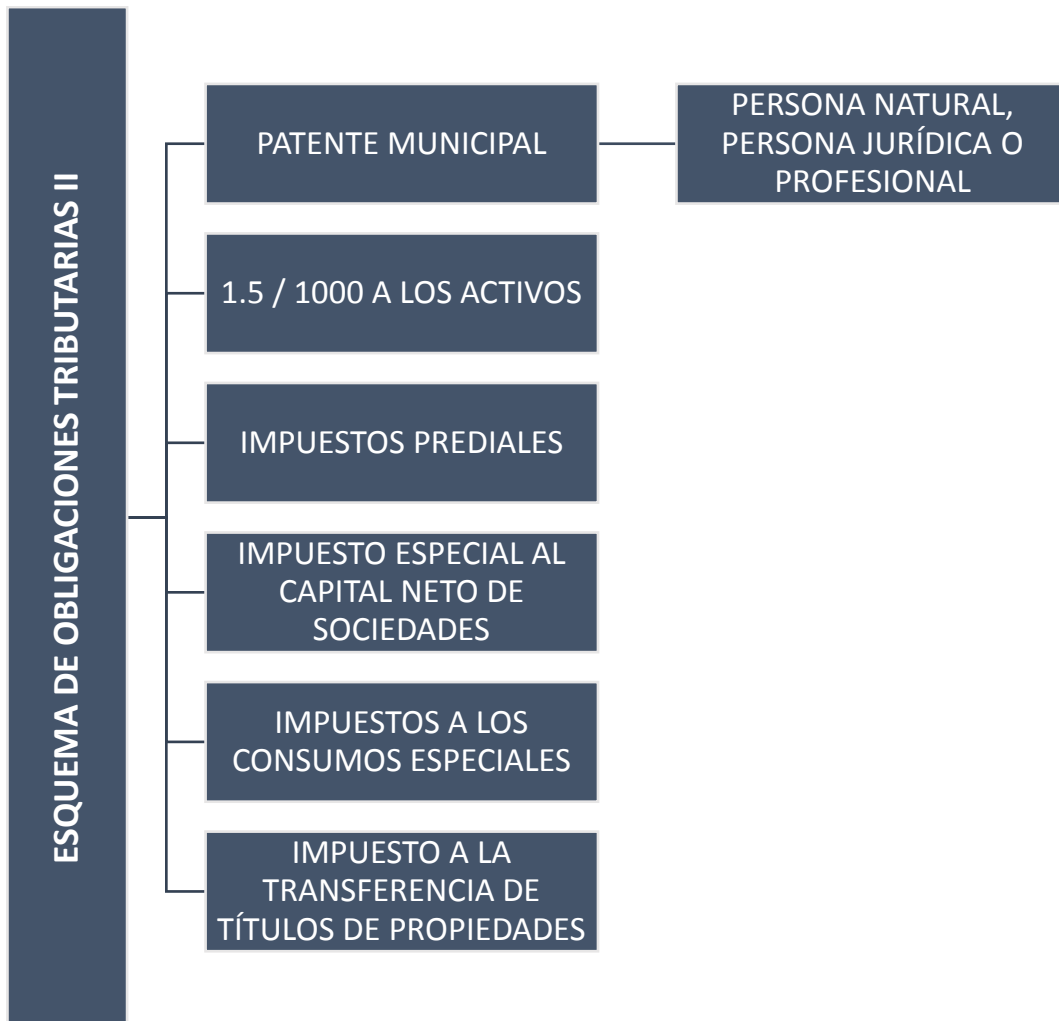 ESQUEMA DE OBLIGACIONES TRIBUTARIAS II
PATENTE MUNICIPAL
PERSONA NATURAL,
PERSONA JURÍDICA O
PROFESIONAL
1.5 / 1000 A LOS ACTIVOS
IMPUESTOS PREDIALES
IMPUESTO ESPECIAL AL
CAPITAL NETO DE
SOCIEDADES
IMPUESTOS A LOS
CONSUMOS ESPECIALES
IMPUESTO A LA
TRANSFERENCIA DE
TÍTULOS DE PROPIEDADES